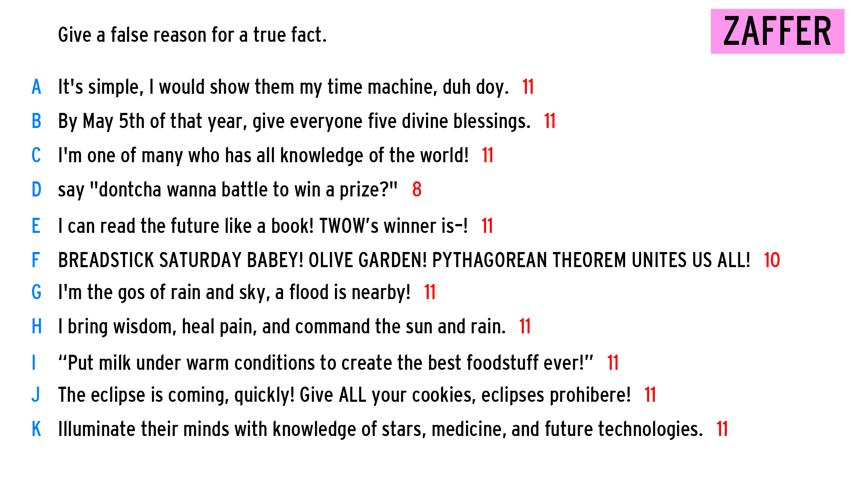 Give a false reason for a true fact.
ZAFFER
A It's simple, I would show them my time machine, duh doy. 11
B By May 5th of that year, give everyone five divine blessings. 11
C I'm one of many who has all knowledge of the world! 11
D say "dontcha wanna battle to win a prize?" 8
E I can read the future like a book! TWOW’s winner is–! 11
F BREADSTICK SATURDAY BABEY! OLIVE GARDEN! PYTHAGOREAN THEOREM UNITES US ALL! 10
G I'm the gos of rain and sky, a flood is nearby! 11
H I bring wisdom, heal pain, and command the sun and rain. 11
I “Put milk under warm conditions to create the best foodstuff ever!” 11
J The eclipse is coming, quickly! Give ALL your cookies, eclipses prohibere! 11
K Illuminate their minds with knowledge of stars, medicine, and future technologies. 11